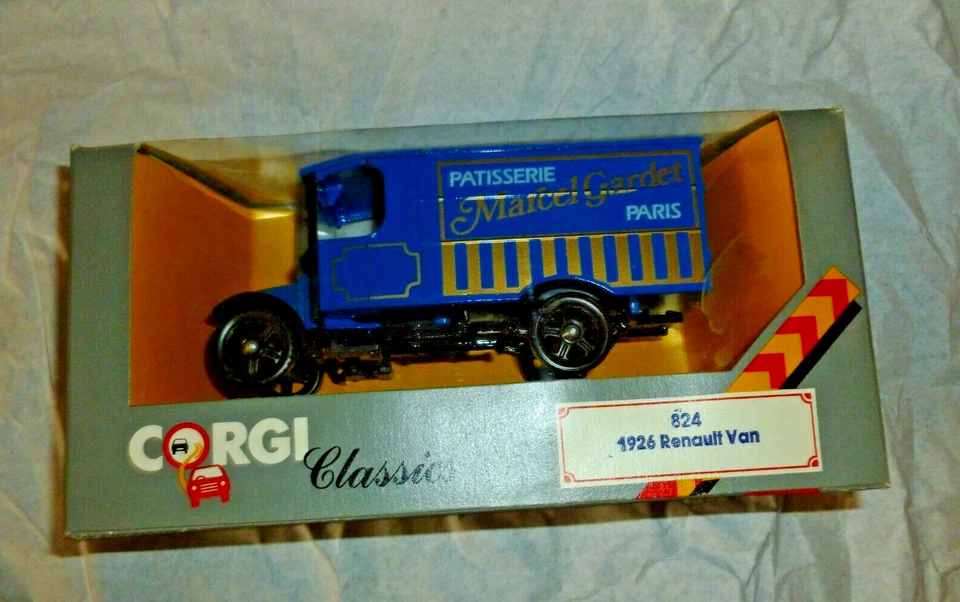 PATISSERIE
Marcel Gardet
PARIS
CORGI
Classics
824
1926 Renault Van